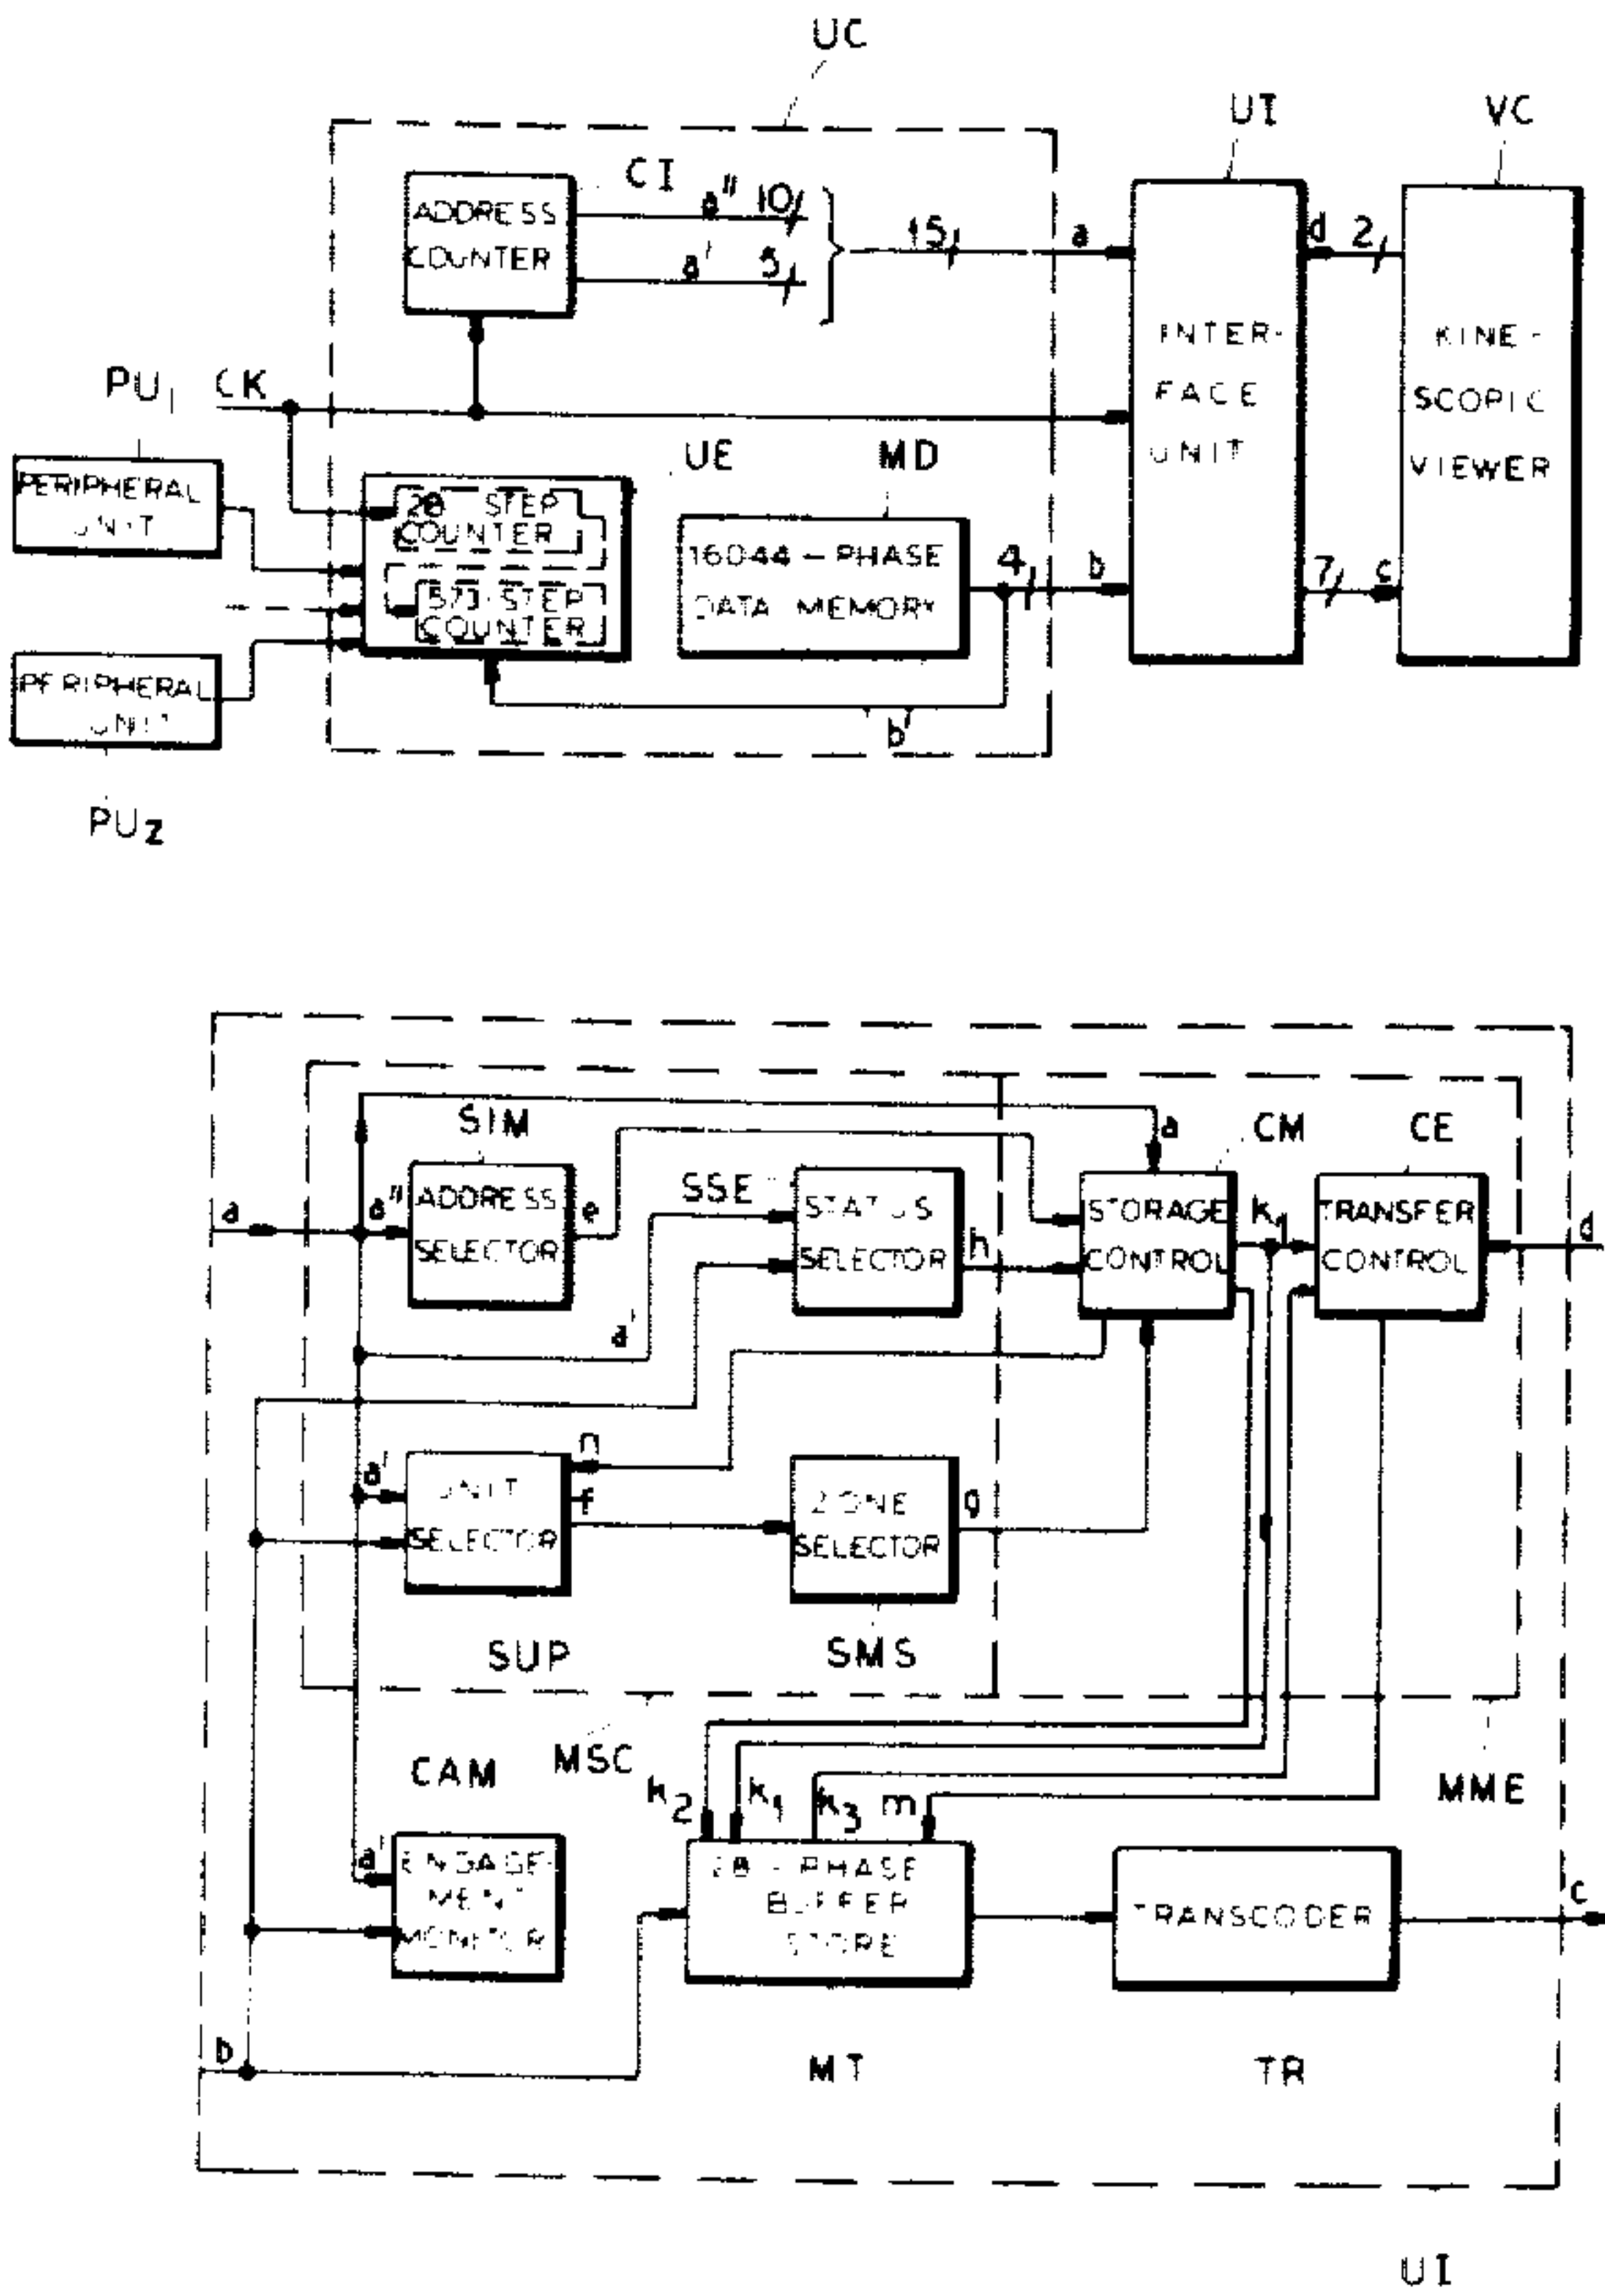 UC
UI
VC
CI
ADDRESS
COUNTER
a" 10
a' 5
15
a
d 2
INTER-
FACE
UNIT
KINE-
SCOPIC
VIEWER
PU1
CK
PERIPHERAL
UNIT
UE
MD
28 STEP
COUNTER
573-STEP
COUNTER
16044-PHASE
DATA MEMORY
4
b
7
c
PERIPHERAL
UNIT
b'
PU2
SIM
a
CM
CE
a
a"
ADDRESS
SELECTOR
e
SSE
STATUS
SELECTOR
h
STORAGE
CONTROL
k1
TRANSFER
CONTROL
d
a'
n
a'
UNIT
SELECTOR
f
ZONE
SELECTOR
g
SUP
SMS
CAM
MSC
k2
k1
k3
m
MME
a'
ENGAGE-
MENT
MONITOR
28-PHASE
BUFFER
STORE
TRANSCODER
c
b
MT
TR
UI